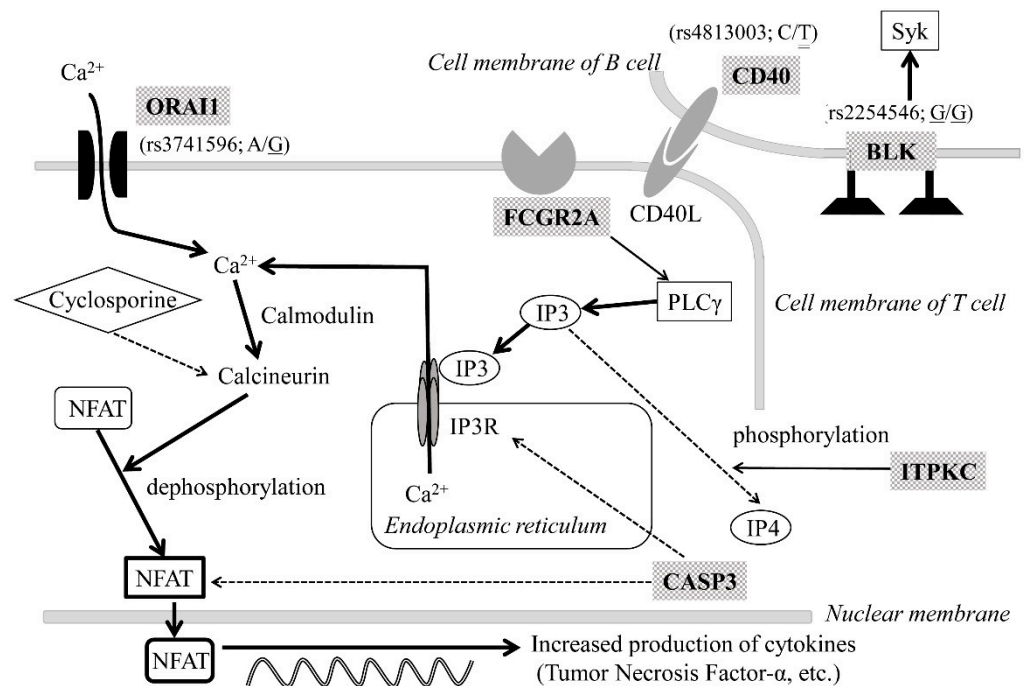 (rs4813003; C/T)
Syk
Cell membrane of B cell
CD40
Ca2+
ORAI1
(rs2254546; G/G)
(rs3741596; A/G)
BLK
FCGR2A
CD40L
Ca2+
Cyclosporine
PLCγ
Cell membrane of T cell
IP3
Calmodulin
IP3
Calcineurin
NFAT
IP3R
phosphorylation
ITPKC
dephosphorylation
Ca2+
Endoplasmic reticulum
IP4
NFAT
CASP3
Nuclear membrane
NFAT
Increased production of cytokines
(Tumor Necrosis Factor-α, etc.)